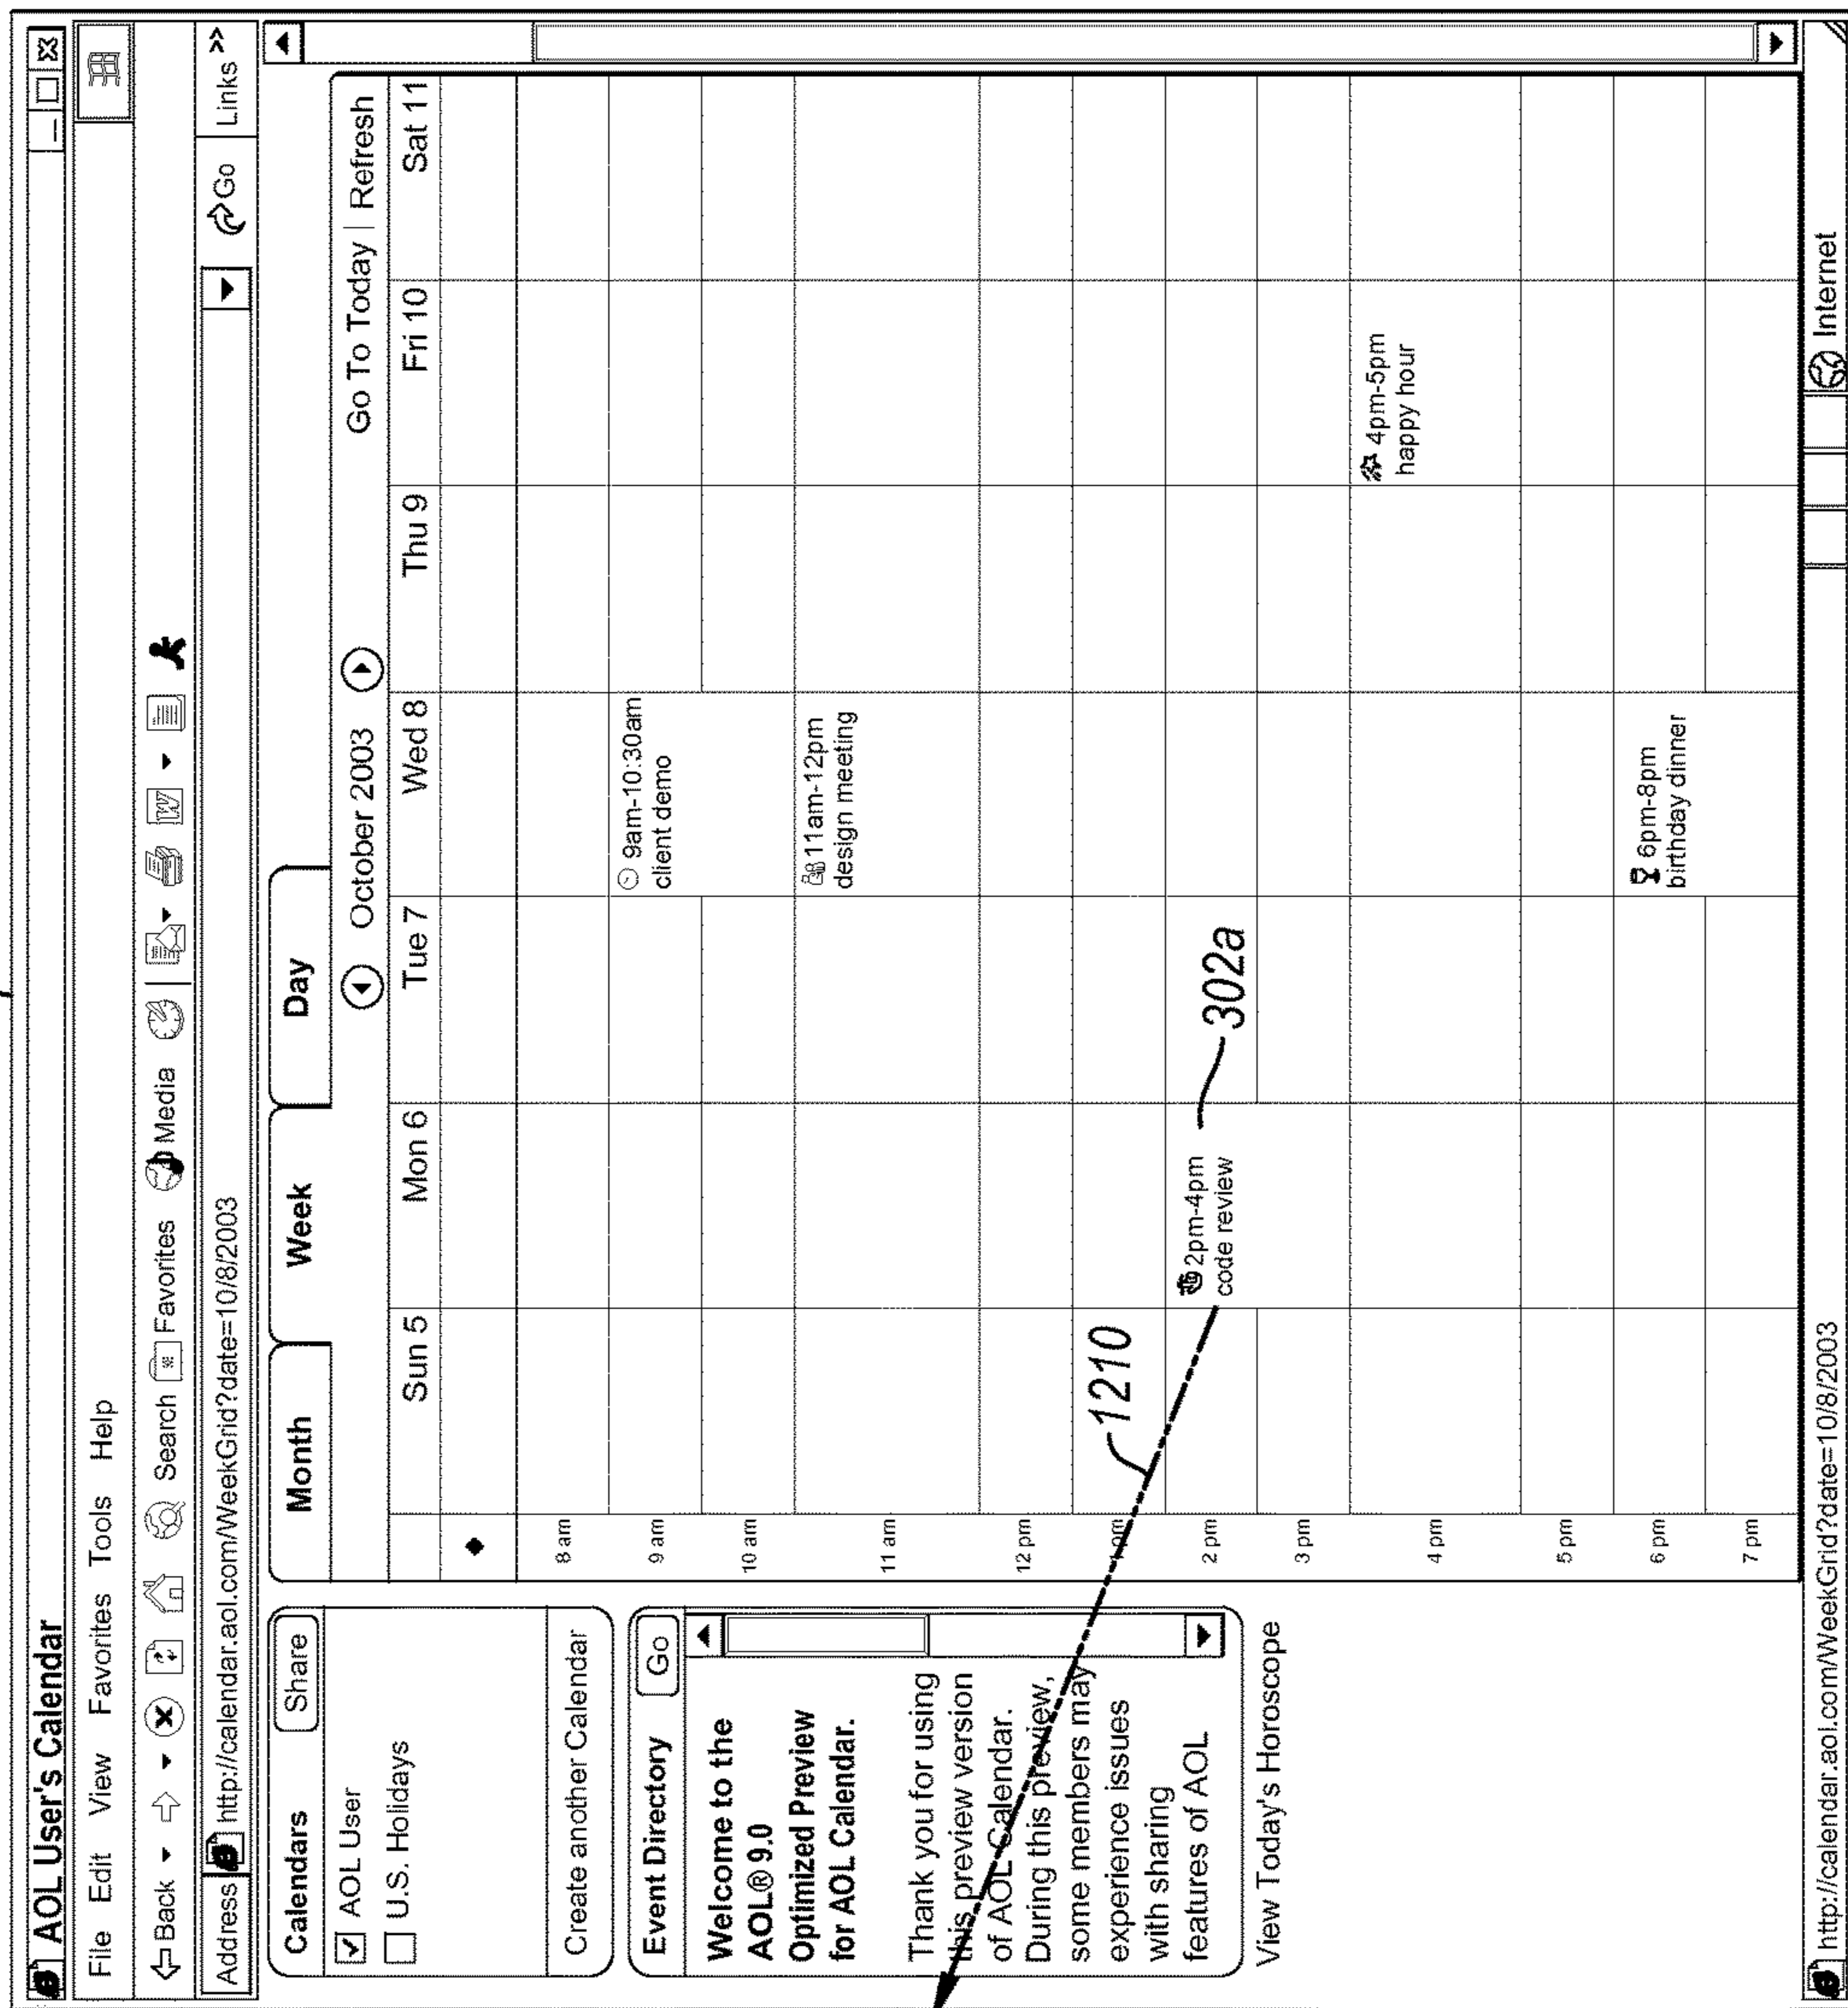 AOL User's Calendar
File Edit View Favorites Tools Help
Back Search Favorites Media
Address http://calendar.aol.com/WeekGrid?date=10/8/2003 Go Links >>
Calendars Share
AOL User
U.S. Holidays
Create another Calendar
Event Directory Go
Welcome to the
AOL® 9.0
Optimized Preview
for AOL Calendar.
Thank you for using
this preview version
of AOL Calendar.
During this preview,
some members may
experience issues
with sharing
features of AOL
View Today's Horoscope
Month Week Day
October 2003 Go To Today | Refresh
Sun 5 Mon 6 Tue 7 Wed 8 Thu 9 Fri 10 Sat 11
8 am
9 am
9am-10:30am
client demo
10 am
11 am
11am-12pm
design meeting
12 pm
1 pm
1210
2 pm
2pm-4pm
code review
302a
3 pm
4 pm
4pm-5pm
happy hour
5 pm
6 pm
6pm-8pm
birthday dinner
7 pm
http://calendar.aol.com/WeekGrid?date=10/8/2003 Internet